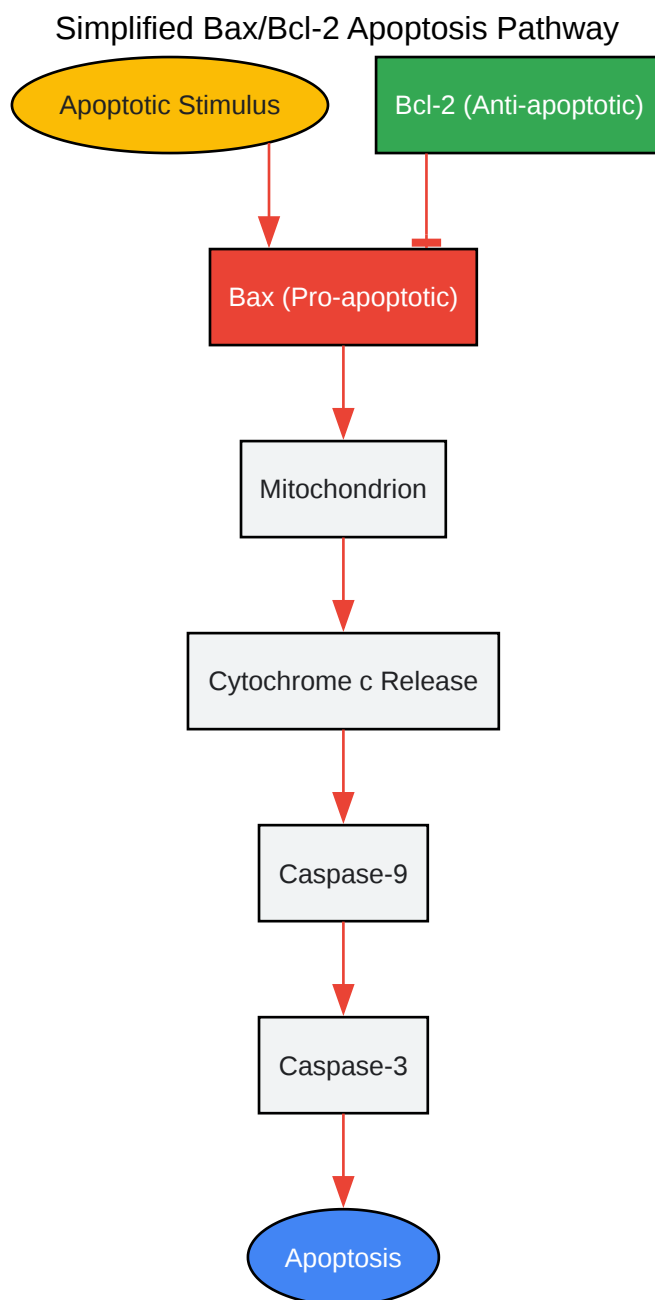 Simplified Bax/Bcl-2 Apoptosis Pathway
Apoptotic Stimulus
Bcl-2 (Anti-apoptotic)
Bax (Pro-apoptotic)
Mitochondrion
Cytochrome c Release
Caspase-9
Caspase-3
Apoptosis